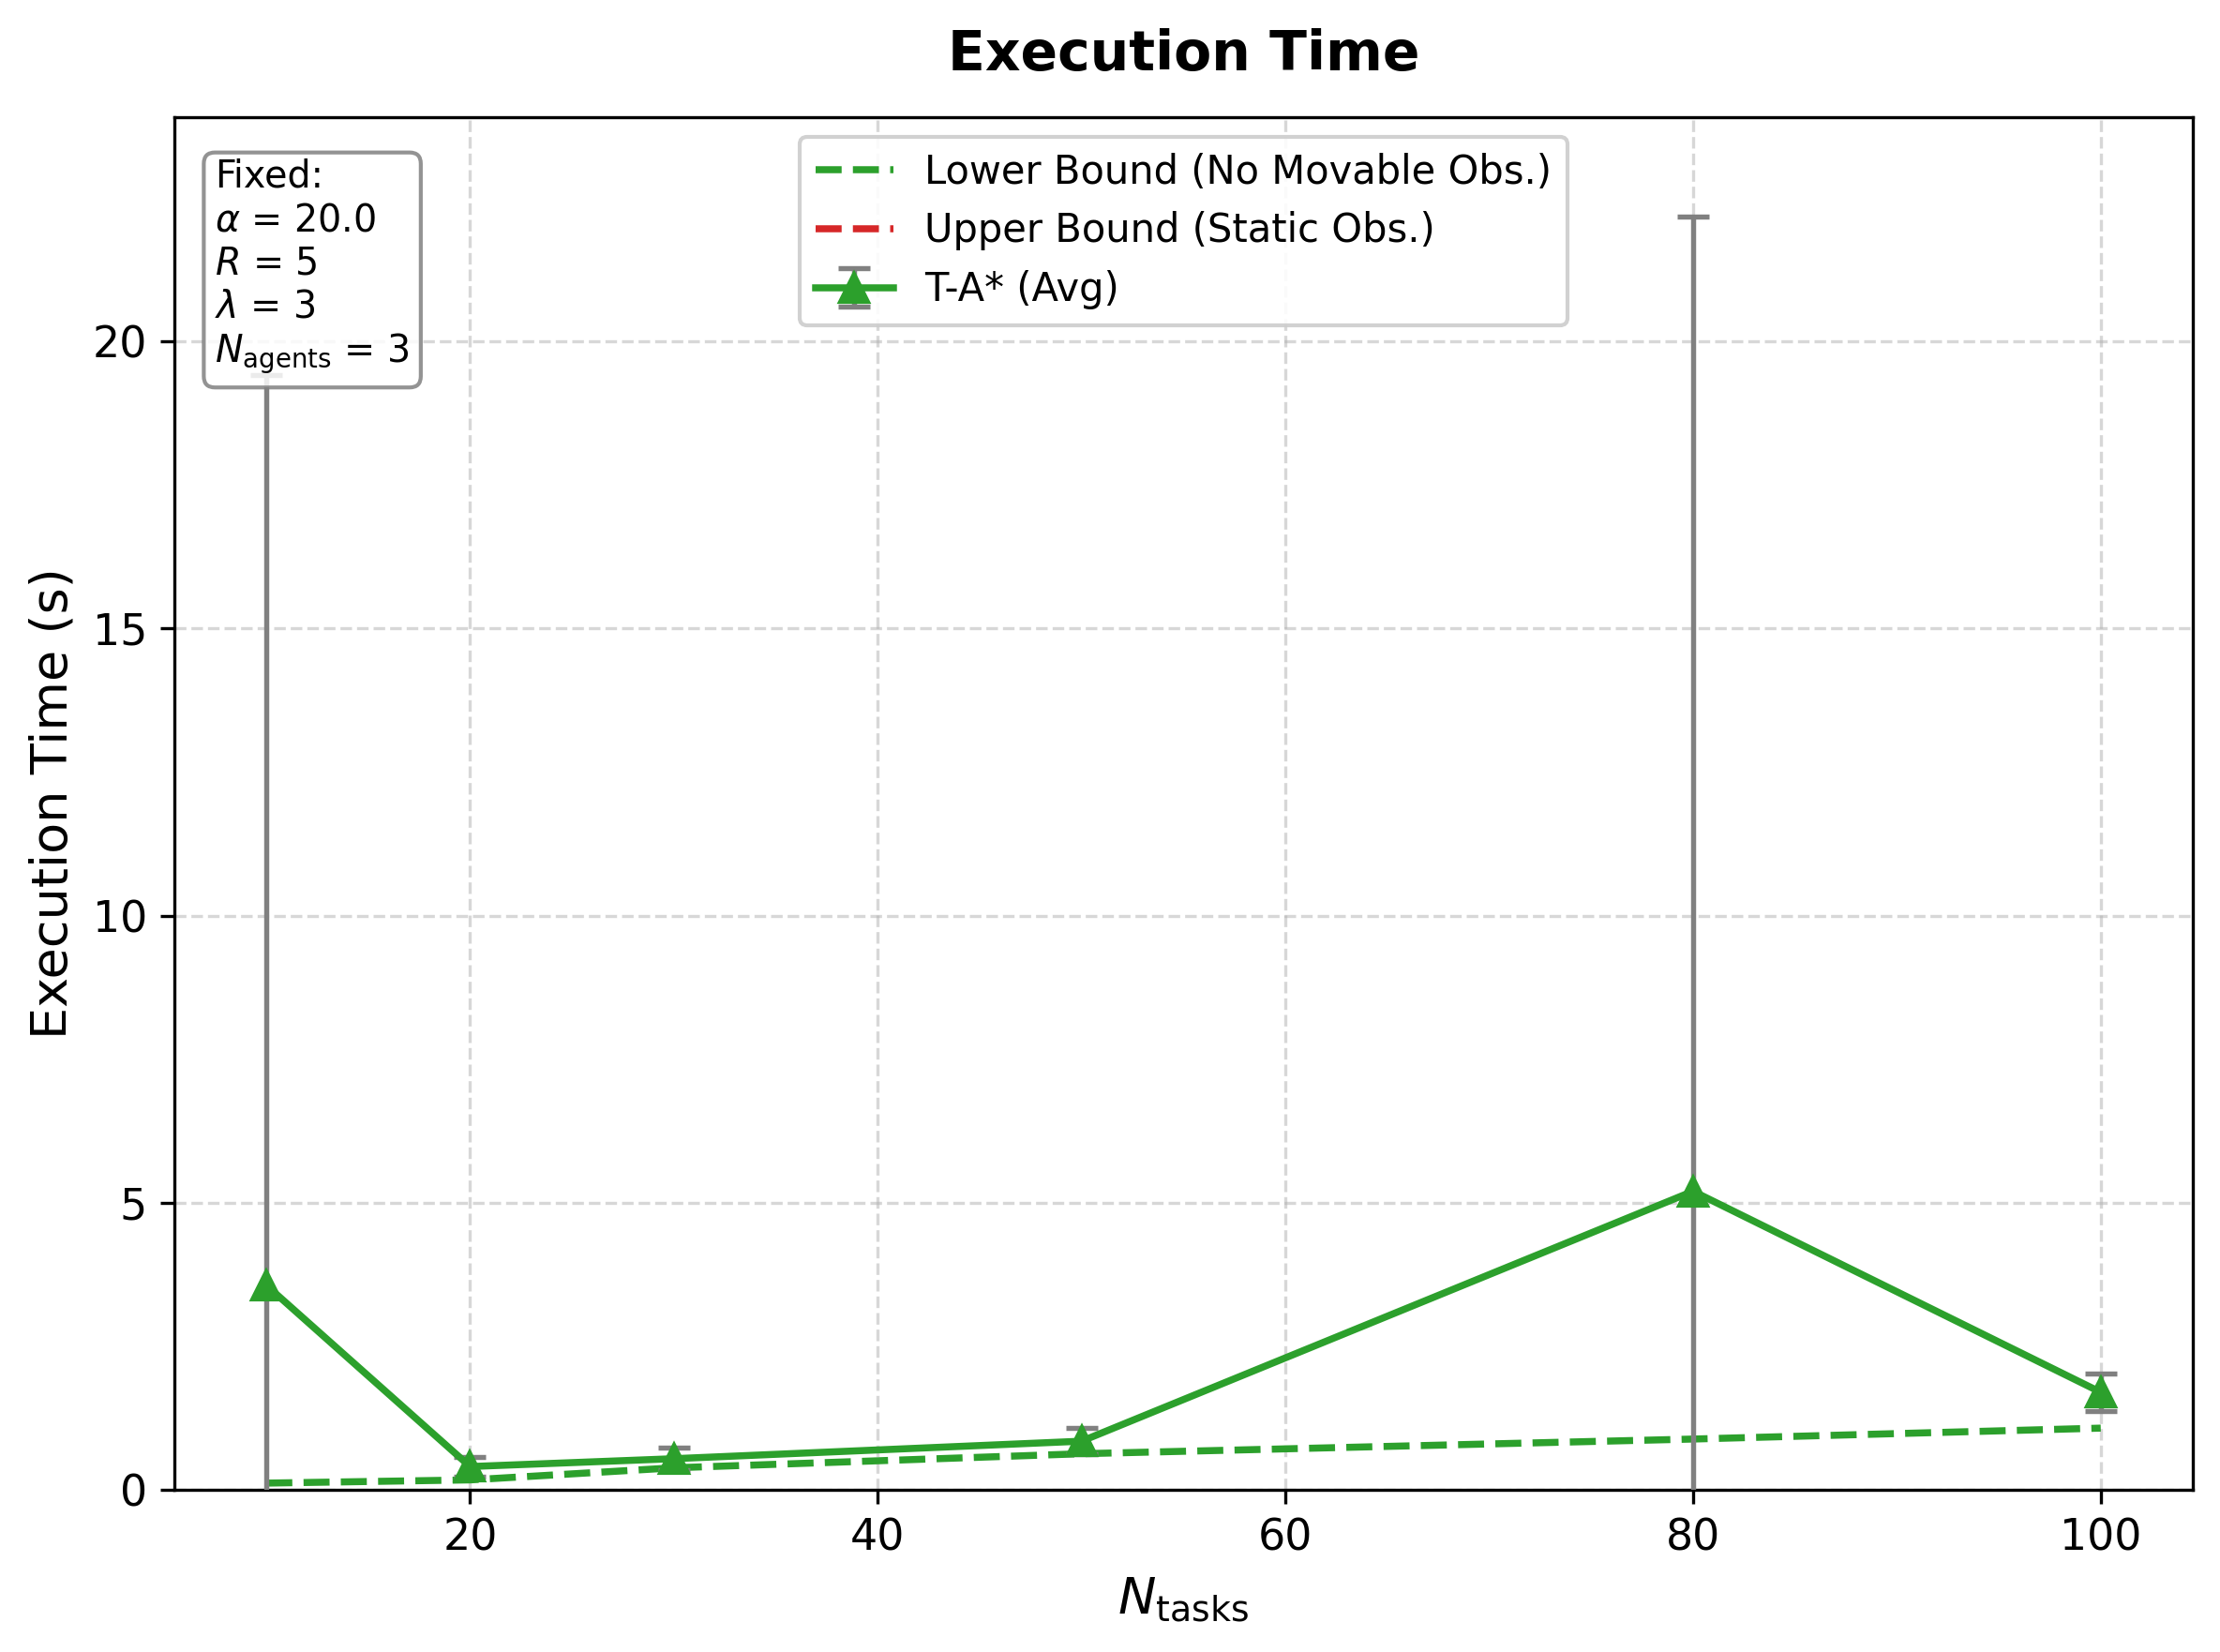 Execution Time
Fixed:
α = 20.0
R = 5
λ = 3
N_agents = 3
Lower Bound (No Movable Obs.)
Upper Bound (Static Obs.)
T-A* (Avg)
Execution Time (s)
20
15
10
5
0
20 40 60 80 100
N_tasks